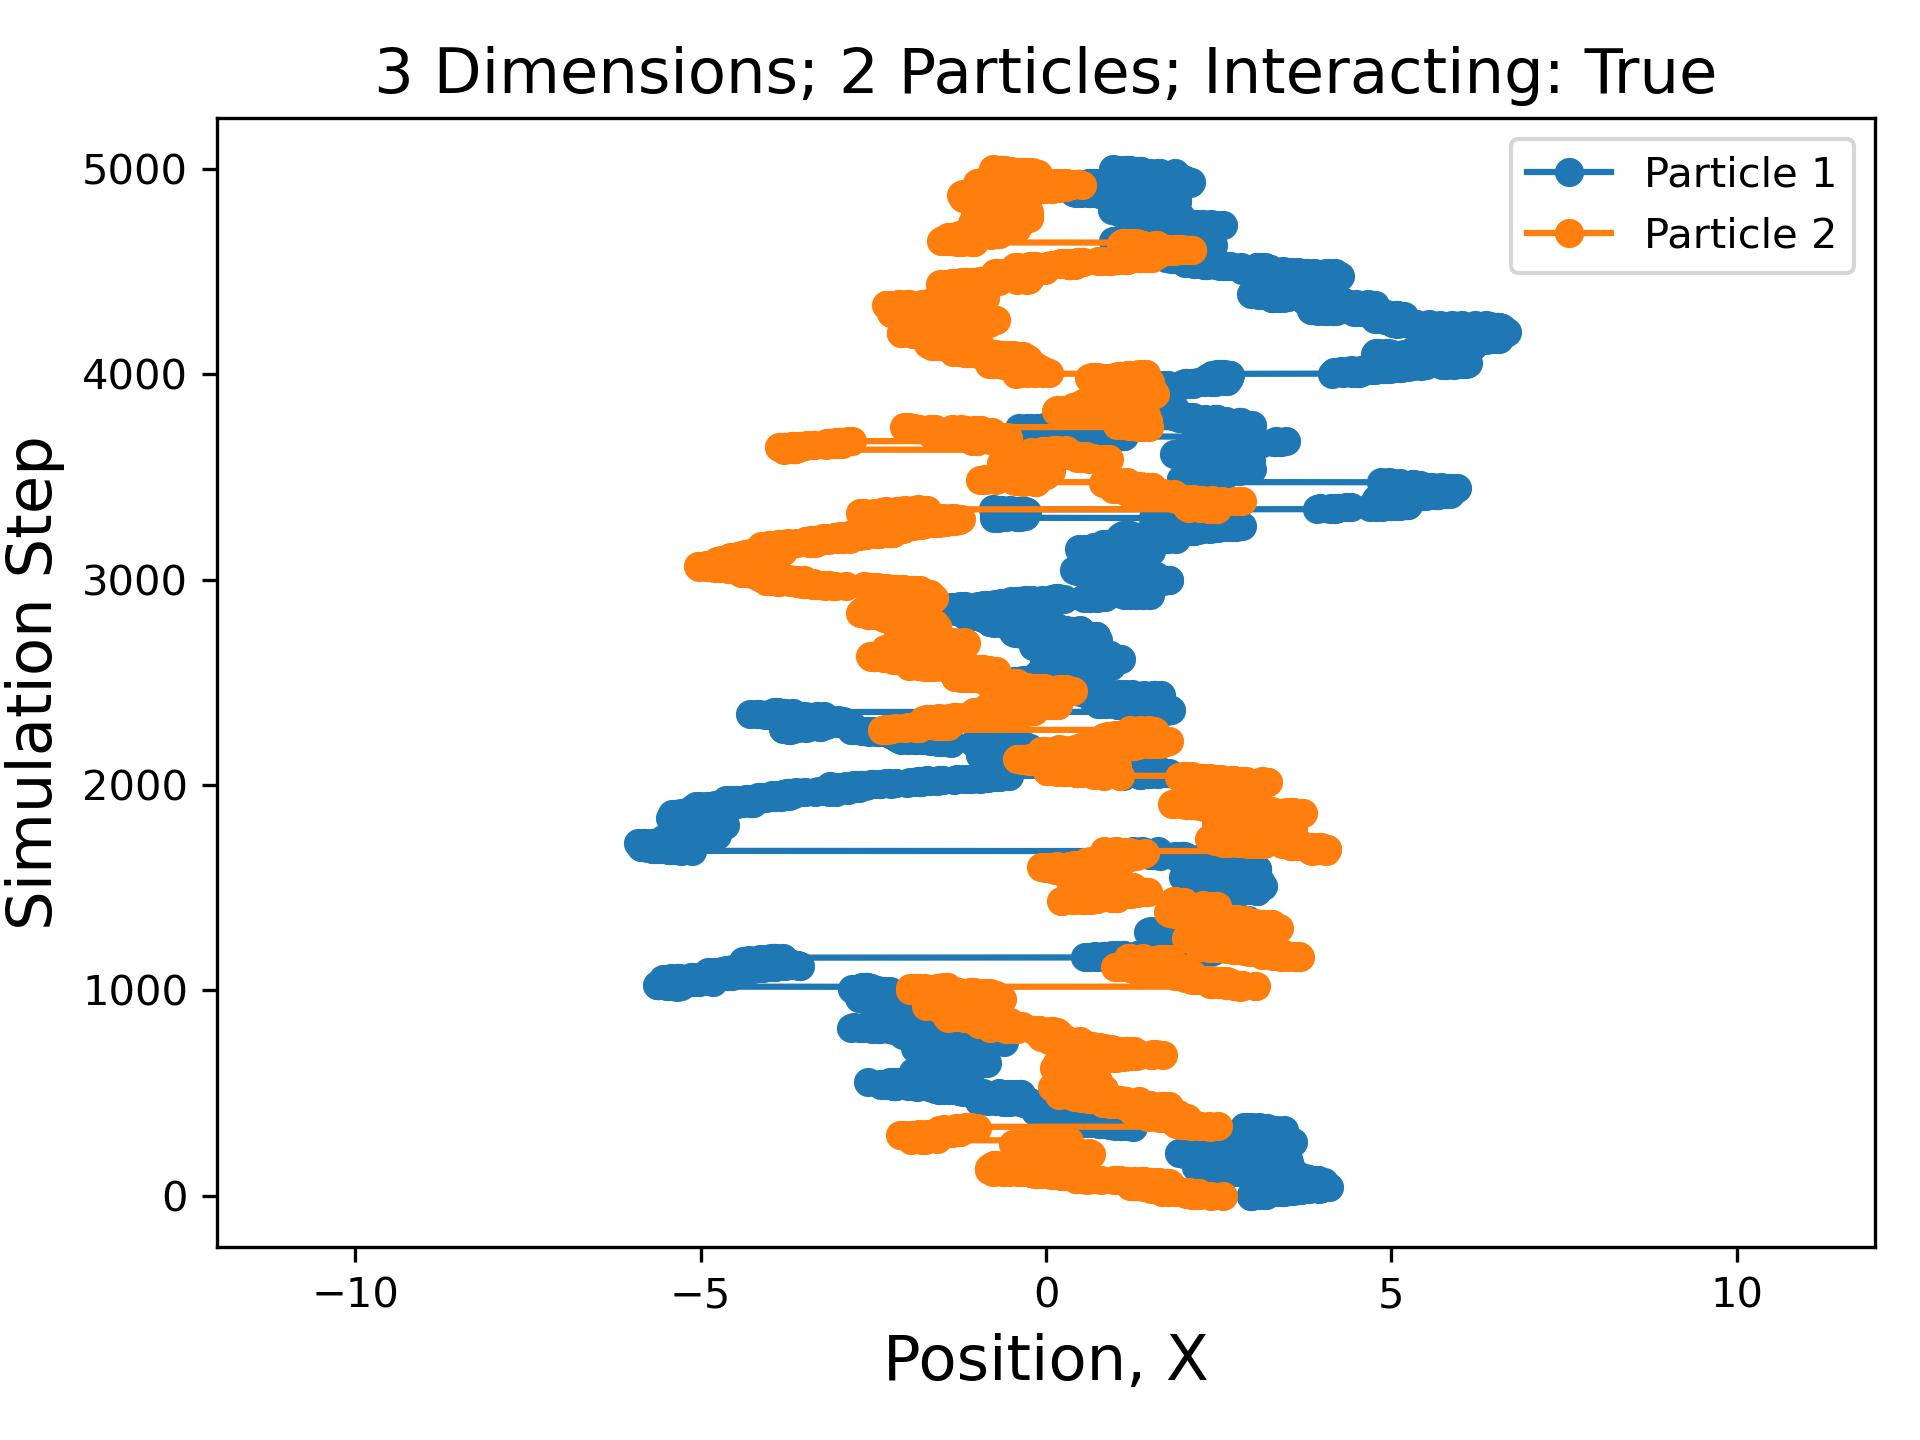 3 Dimensions; 2 Particles; Interacting: True
Particle 1
Particle 2
Simulation Step
5000
4000
3000
2000
1000
0
−10
−5
0
5
10
Position, X